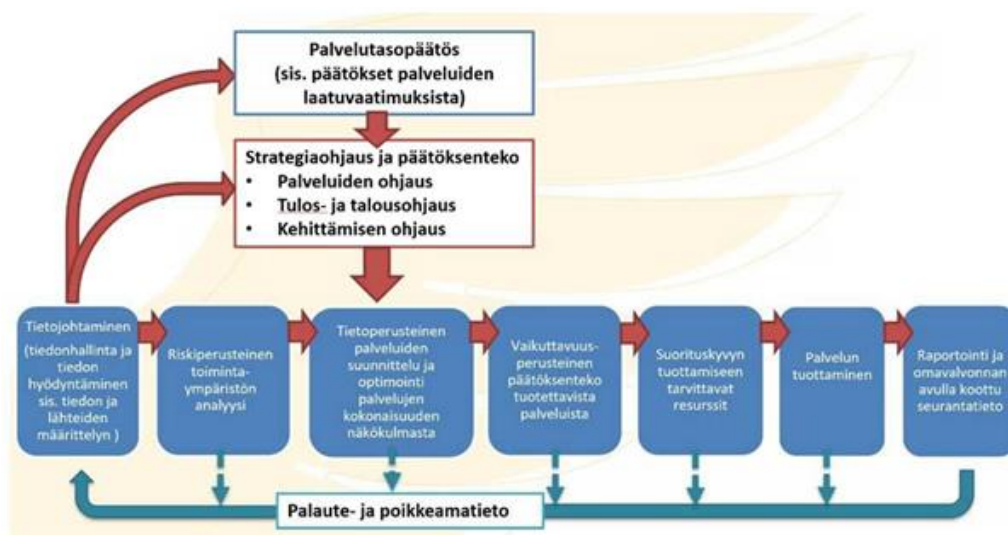 Palvelutasopäätös
(sis. päätökset palveluiden
laatuvaatimuksista)
Strategiaohjaus ja päätöksenteko
• Palveluiden ohjaus
• Tulos- ja talousohjaus
• Kehittämisen ohjaus
Tietojohtaminen
(tiedonhallinta ja
tiedon
hyödyntäminen
sis. tiedon ja
lähteiden
määrittelyn )
Riskiperusteinen
toiminta-
ympäristön
analyysi
Tietoperusteinen
palveluiden
suunnittelu ja
optimointi
palvelujen
kokonaisuuden
näkökulmasta
Vaikuttavuus-
perusteinen
päätöksenteko
tuotettavista
palveluista
Suorituskyvyn
tuottamiseen
tarvittavat
resurssit
Palvelun
tuottaminen
Raportointi ja
omavalvonnan
avulla koottu
seurantatieto
Palaute- ja poikkeamatieto